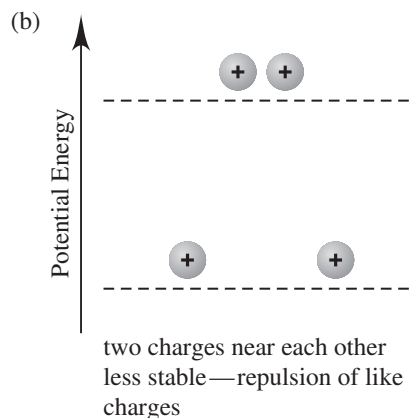 (b)
+ +
Potential Energy
+ +
two charges near each other
less stable—repulsion of like
charges